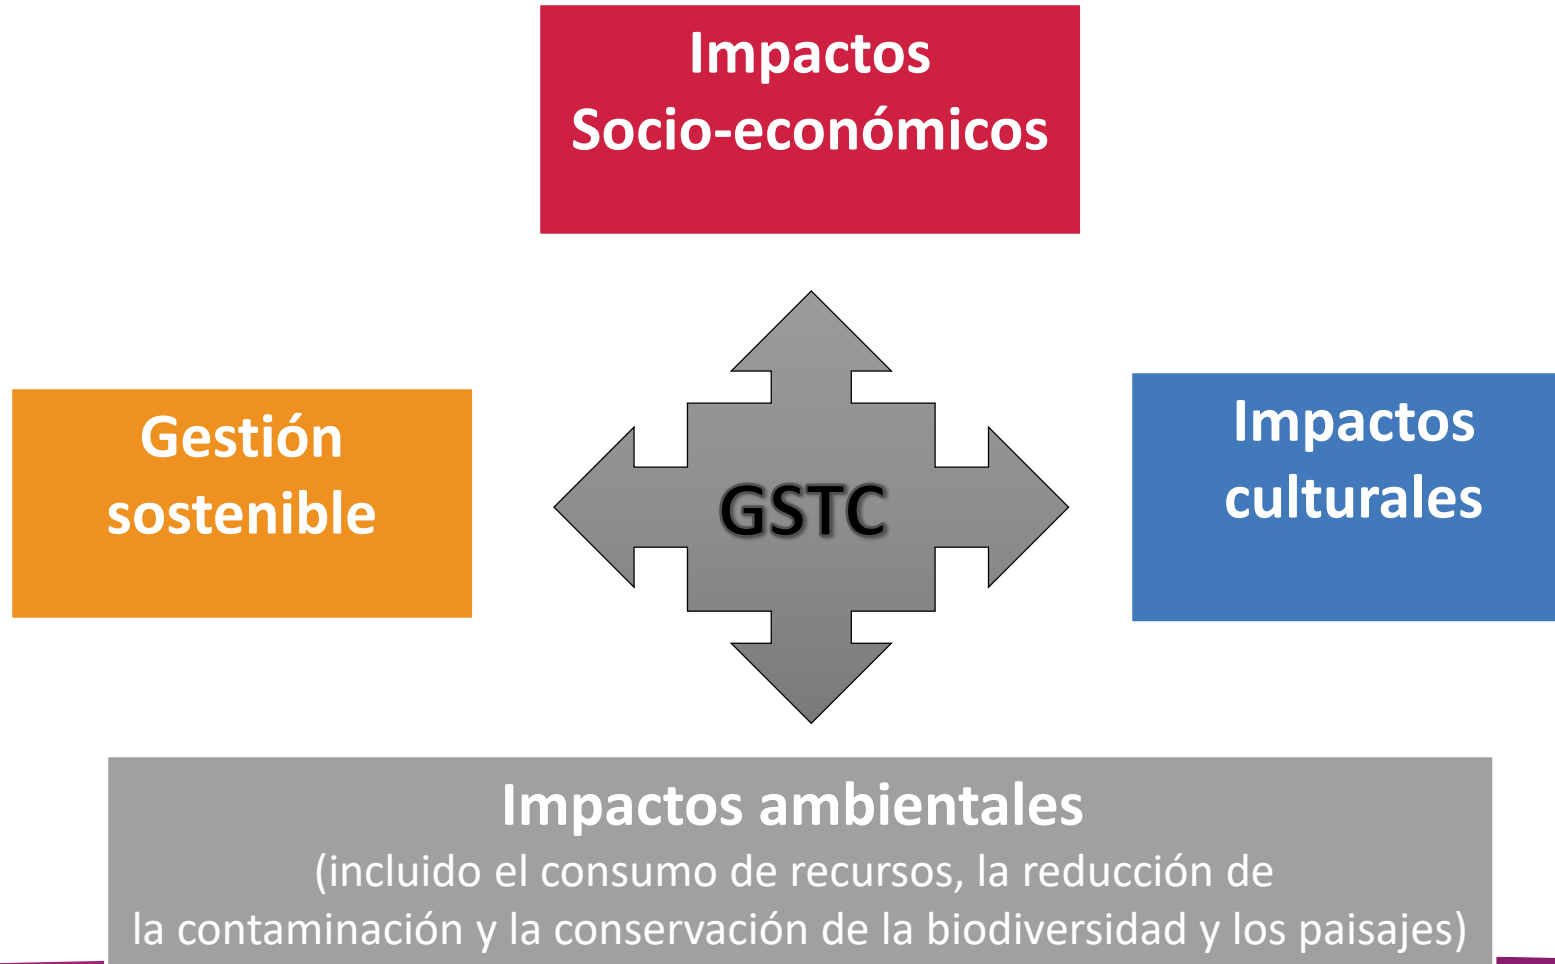 Impactos
Socio-económicos
Gestión
sostenible
GSTC
Impactos
culturales
Impactos ambientales
(incluido el consumo de recursos, la reducción de
la contaminación y la conservación de la biodiversidad y los paisajes)